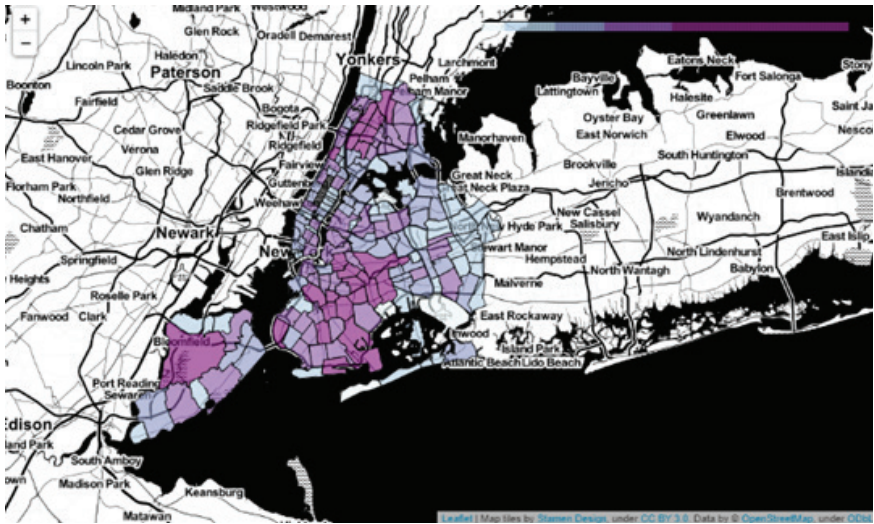 +
−
Midland Park
Westwood
Glen Rock
Oradell Demarest
Haledon
Yonkers
Larchmont
Lincoln Park
Paterson
Saddle Brook
Pelham
Pelham Manor
Boonton
Fairfield
Bogota
Ridgefield Park
Ridgefield
Cedar Grove
Verona
East Hanover
Fairview
Glen Ridge
Guttenb
Weehaw
Florham Park
Northfield
Chatham
Newark
Springfield
Heights
Roselle Park
Fanwood Clark
Bloomfield
Port Reading
Sewaren
Edison
South Amboy
Madison Park
Keansburg
Matawan
Eatons Neck
Bayville
Lattingtown
Fort Salonga
Stony
Halesite
Oyster Bay
East Norwich
Greenlawn
Saint Ja
Elwood
Nescon
Manorhaven
Great Neck
Great Neck Plaza
Brookville
Jericho
South Huntington
Islandia
Brentwood
New Hyde Park
New Cassel
Salisbury
Wyandanch
Stewart Manor
Hempstead
North Lindenhurst
East Islip
Malverne
North Wantagh
Babylon
East Rockaway
Inwood
Island Park
Atlantic Beach Lido Beach
Leaflet | Map tiles by Stamen Design, under CC BY 3.0. Data by © OpenStreetMap, under ODbL